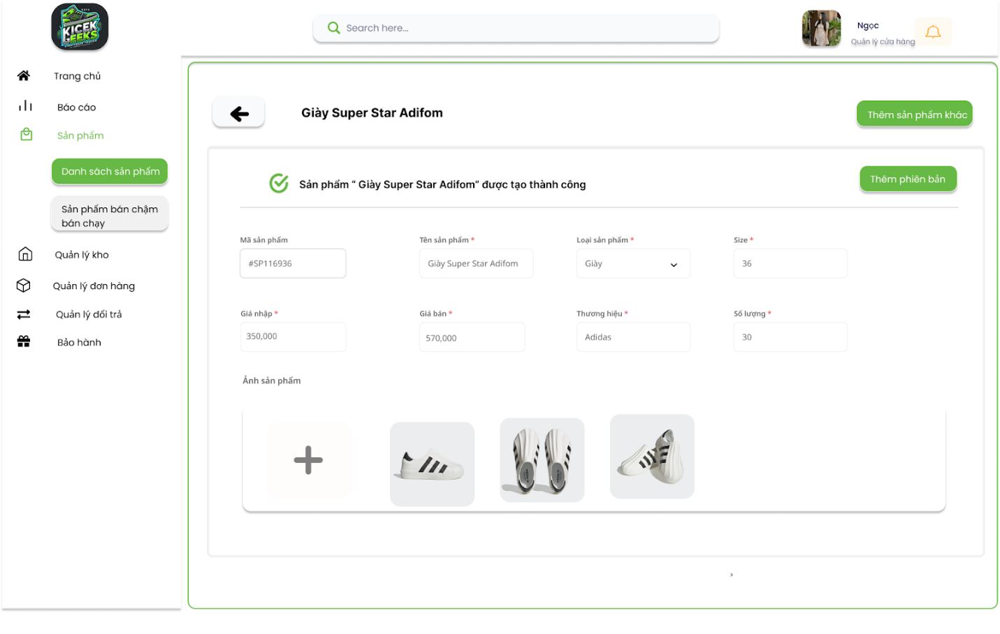 KICEK
GEEKS
Search here...
Ngọc
Quản lý cửa hàng
Trang chủ
Báo cáo
Sản phẩm
Danh sách sản phẩm
Sản phẩm bán chậm
bán chạy
Quản lý kho
Quản lý đơn hàng
Quản lý đổi trả
Bảo hành
Giày Super Star Adifom
Thêm sản phẩm khác
Sản phẩm “ Giày Super Star Adifom” được tạo thành công
Thêm phiên bản
Mã sản phẩm
Tên sản phẩm *
Loại sản phẩm *
Size *
#SP116936
Giày Super Star Adifom
Giày
36
Giá nhập *
Giá bán *
Thương hiệu *
Số lượng *
350,000
570,000
Adidas
30
Ảnh sản phẩm